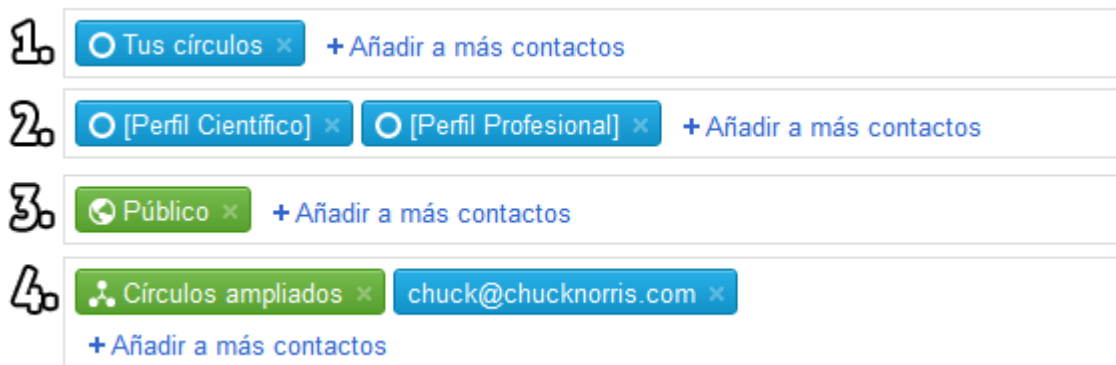 1. Tus círculos × + Añadir a más contactos
2. [Perfil Científico] × [Perfil Profesional] × + Añadir a más contactos
3. Público × + Añadir a más contactos
4. Círculos ampliados × chuck@chucknorris.com ×
+ Añadir a más contactos